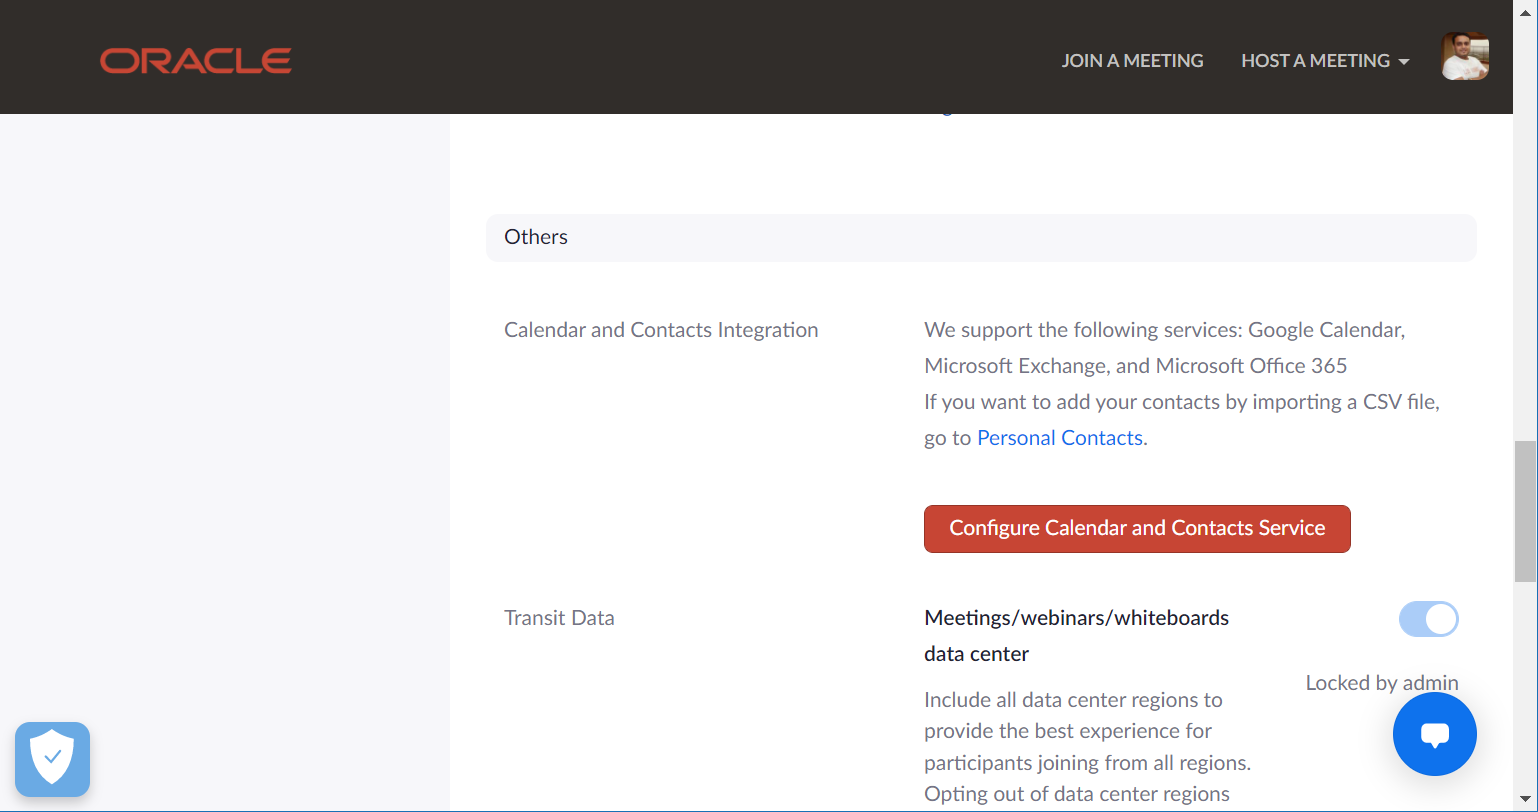 ORACLE
JOIN A MEETING
HOST A MEETING
Others
Calendar and Contacts Integration
We support the following services: Google Calendar,
Microsoft Exchange, and Microsoft Office 365
If you want to add your contacts by importing a CSV file,
go to Personal Contacts.
Configure Calendar and Contacts Service
Transit Data
Meetings/webinars/whiteboards
data center
Locked by admin
Include all data center regions to
provide the best experience for
participants joining from all regions.
Opting out of data center regions